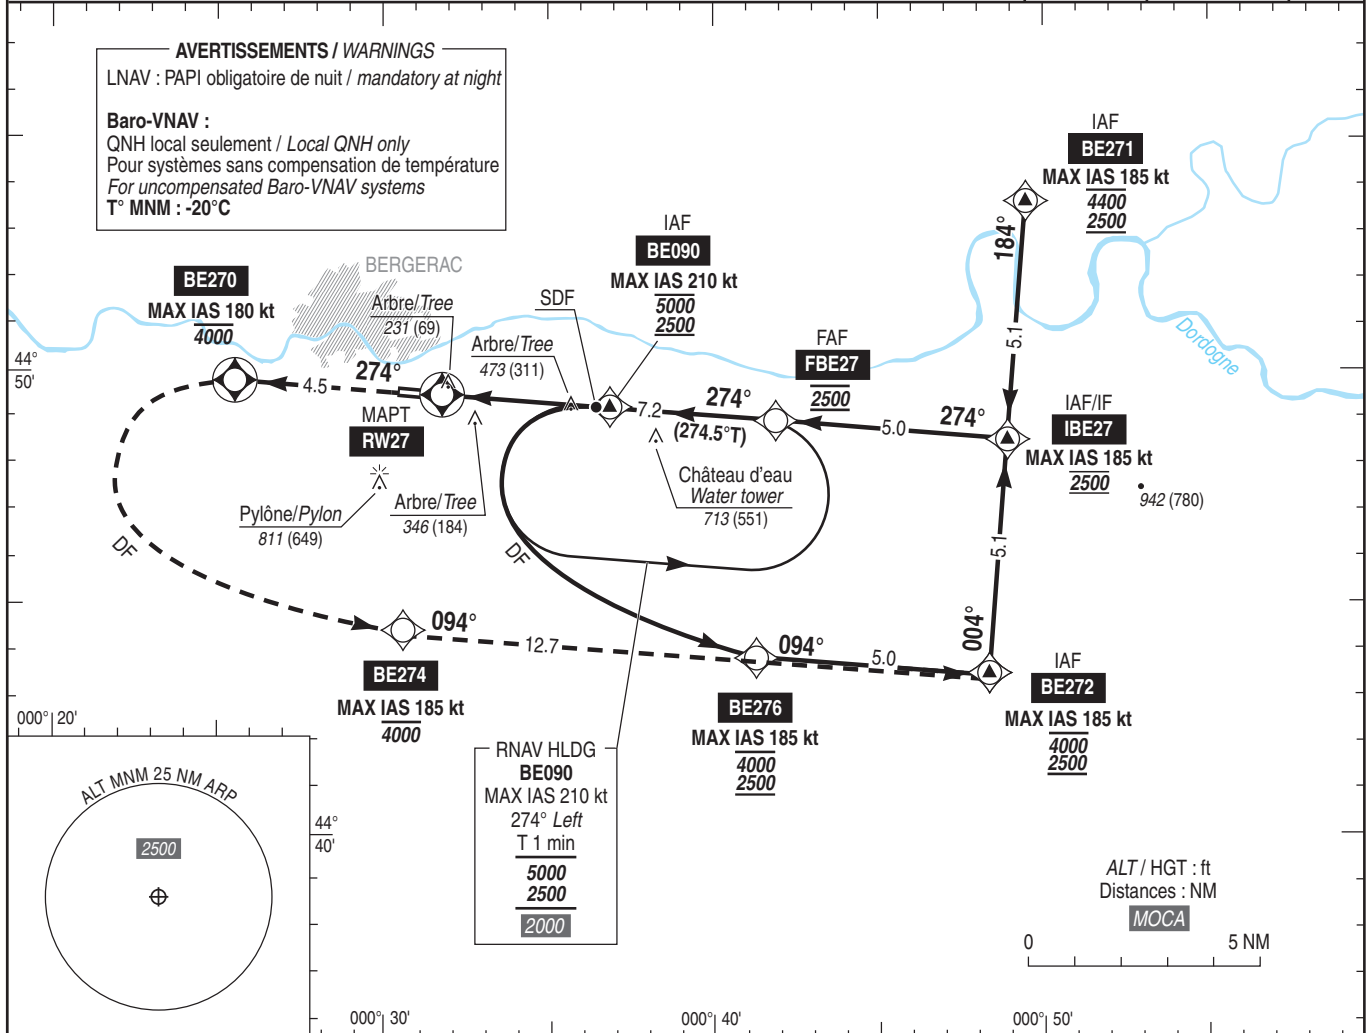 AVERTISSEMENTS / WARNINGS
LNAV : PAPI obligatoire de nuit / mandatory at night
Baro-VNAV :
QNH local seulement / Local QNH only
Pour systèmes sans compensation de température
For uncompensated Baro-VNAV systems
T° MNM : -20°C
IAF
BE271
MAX IAS 185 kt
4400
2500
184°
5.1
IAF
BE090
MAX IAS 210 kt
5000
2500
SDF
BERGERAC
BE270
MAX IAS 180 kt
4000
Arbre/Tree
231 (69)
Arbre/Tree
473 (311)
FAF
FBE27
2500
Dordogne
44°
50'
4.5
274°
MAPT
RW27
7.2
274°
(274.5°T)
5.0
274°
IAF/IF
IBE27
MAX IAS 185 kt
2500
942 (780)
Château d'eau
Water tower
713 (551)
Arbre/Tree
346 (184)
Pylône/Pylon
811 (649)
DF
DF
5.1
004°
094°
12.7
094°
5.0
BE274
MAX IAS 185 kt
4000
BE276
MAX IAS 185 kt
4000
2500
IAF
BE272
MAX IAS 185 kt
4000
2500
000° 20'
ALT MNM 25 NM ARP
2500
44°
40'
RNAV HLDG
BE090
MAX IAS 210 kt
274° Left
T 1 min
5000
2500
2000
ALT / HGT : ft
Distances : NM
MOCA
0 5 NM
000° 30'
000° 40'
000° 50'